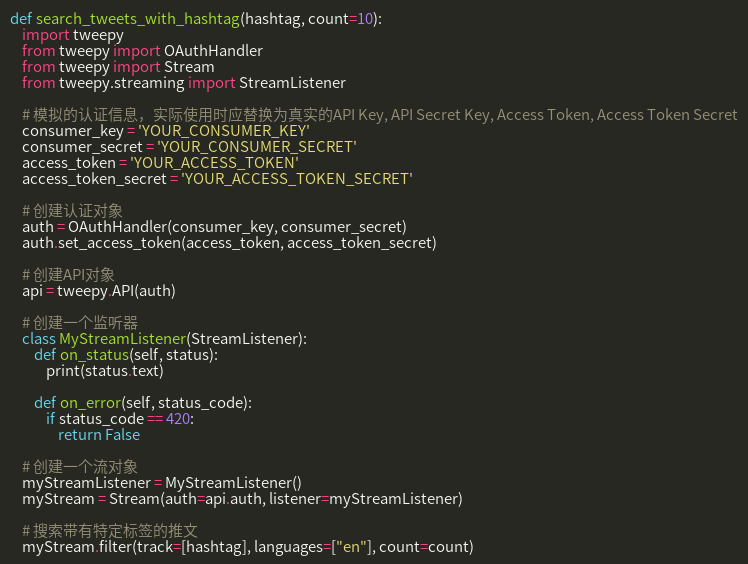 def search_tweets_with_hashtag(hashtag, count=10):
import tweepy
from tweepy import OAuthHandler
from tweepy import Stream
from tweepy.streaming import StreamListener
# 模拟的认证信息，实际使用时应替换为真实的API Key, API Secret Key, Access Token, Access Token Secret
consumer_key = 'YOUR_CONSUMER_KEY'
consumer_secret = 'YOUR_CONSUMER_SECRET'
access_token = 'YOUR_ACCESS_TOKEN'
access_token_secret = 'YOUR_ACCESS_TOKEN_SECRET'
# 创建认证对象
auth = OAuthHandler(consumer_key, consumer_secret)
auth.set_access_token(access_token, access_token_secret)
# 创建API对象
api = tweepy.API(auth)
# 创建一个监听器
class MyStreamListener(StreamListener):
def on_status(self, status):
print(status.text)
def on_error(self, status_code):
if status_code == 420:
return False
# 创建一个流对象
myStreamListener = MyStreamListener()
myStream = Stream(auth=api.auth, listener=myStreamListener)
# 搜索带有特定标签的推文
myStream.filter(track=[hashtag], languages=["en"], count=count)